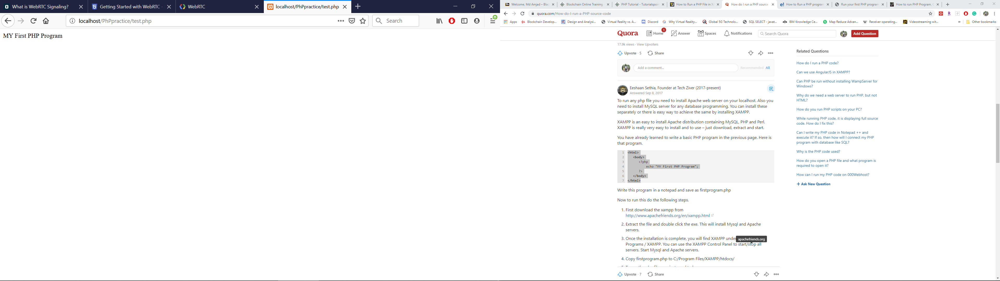 What is WebRTC Signaling?
Getting Started with WebRTC -
WebRTC
localhost/PhPpractice/test.php
localhost/PhPpractice/test.php
Search
MY First PHP Program
Welcome, Md Amjad – Blac
Blockchain Online Training
PHP Tutorial - Tutorialspoin
How to Run a PHP File in XA
How do I run a PHP source
How to Run a PHP program
Run your first PHP program
How to run PHP Program, C
quora.com/How-do-I-run-a-PHP-source-code
Apps
Blockchain Develop...
Design and Analysi...
Virtual Reality vs. A...
Discord
Why Virtual Reality...
Global 5G Technolo...
SQL SELECT - javat...
IBM Knowledge Ce...
Map Reduce Advan...
Receiver operating...
Videostreaming wit...
»
Other bookmarks
Quora
Home
1
Answer
Spaces
Notifications
Search Quora
Add Question
17.9k views · View Upvoters
Upvote · 5
Share
Add a comment...
Recommended
All
Eeshaan Sethia, Founder at Tech Ziver (2017-present)
Answered Sep 8, 2017
To run any php file you need to install Apache web server on your localhost. Also you
need to install MySQL server for any database programming. You can install these
separately or there is easy way to achieve the same by installing XAMPP.
XAMPP is an easy to install Apache distribution containing MySQL, PHP and Perl.
XAMPP is really very easy to install and to use – just download, extract and start.
You have already learned to write a basic PHP program in the previous page. Here is
that program.
1 <html>
2 <body>
3 <?php
4 echo "MY First PHP Program";
5 ?>
6 </body>
7 </html>
Write this program in a notepad and save as firstprogram.php
Now to run this do the following steps.
1. First download the xampp from
http://www.apachefriends.org/en/xampp.html
2. Extract the file and double click the exe. This will install Mysql and Apache
servers.
3. Once the installation is complete, you will find XAMPP unde
apachefriends.org
Programs / XAMPP. You can use the XAMPP Control Panel to start/stop all
servers. Start Mysql and Apache servers.
4. Copy firstprogram.php to C:/Program Files/XAMPP/htdocs/
Upvote · 7
Share
Related Questions
How do I run a PHP code?
Can we use AngularJS in XAMPP?
Can PHP be run without installing WampServer for
Windows?
Why do we need a web server to run PHP, but not
HTML?
How do you run PHP scripts on your PC?
While running PHP code, it is displaying full source
code. How do I fix this?
Can I write my PHP code in Notepad ++ and
execute it? If so, then how will I connect my PHP
program with database like SQL?
Why is the PHP code used?
How do you open a PHP file and what program is
required to open it?
How can I run my PHP code on 000Webhost?
+ Ask New Question